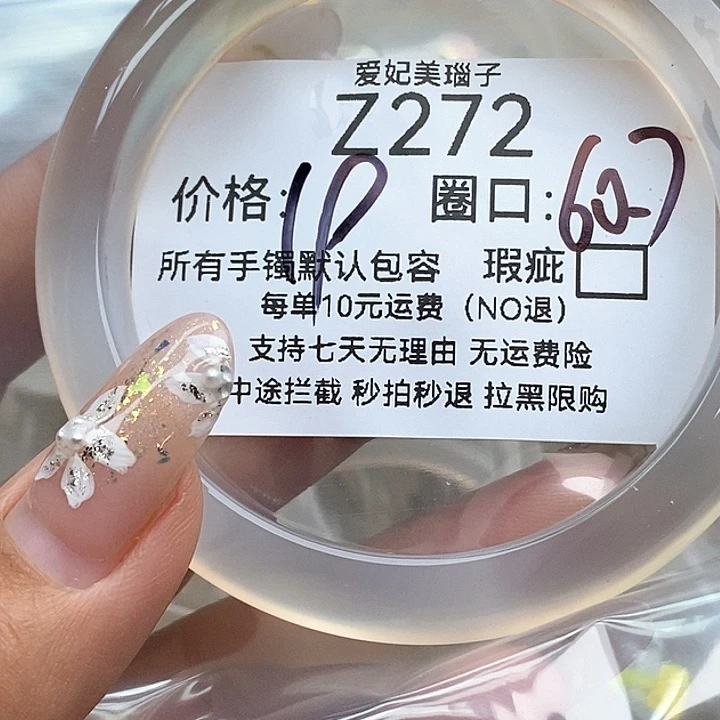 爱妃美瑙子
Z272
价格: 圈口:
所有手镯默认包容 瑕疵
每单10元运费（NO退）
支持七天无理由 无运费险
中途拦截 秒拍秒退 拉黑限购